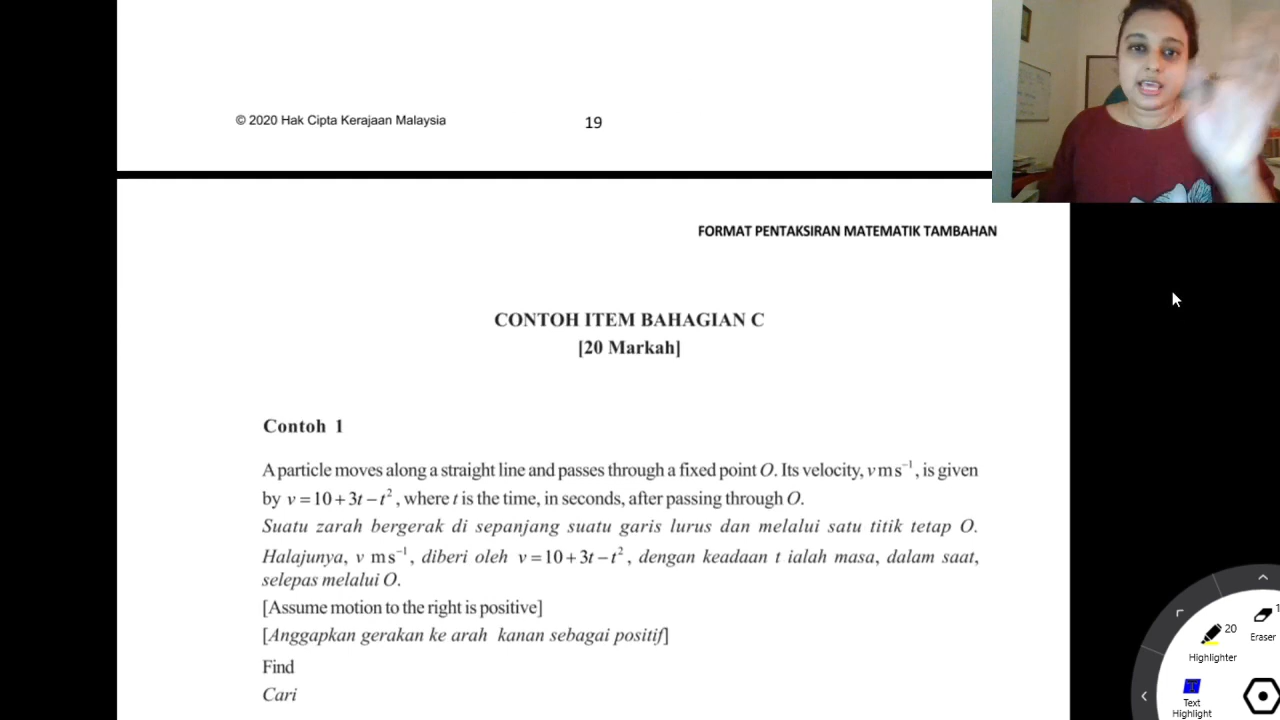 © 2020 Hak Cipta Kerajaan Malaysia
19
FORMAT PENTAKSIRAN MATEMATIK TAMBAHAN
CONTOH ITEM BAHAGIAN C
[20 Markah]
Contoh 1
A particle moves along a straight line and passes through a fixed point O. Its velocity, v m s⁻¹, is given
by v = 10 + 3t − t², where t is the time, in seconds, after passing through O.
Suatu zarah bergerak di sepanjang suatu garis lurus dan melalui satu titik tetap O.
Halajunya, v m s⁻¹, diberi oleh v = 10 + 3t − t², dengan keadaan t ialah masa, dalam saat,
selepas melalui O.
[Assume motion to the right is positive]
[Anggapkan gerakan ke arah kanan sebagai positif]
Find
Cari
20
Highlighter
1
Eraser
Text
Highlight